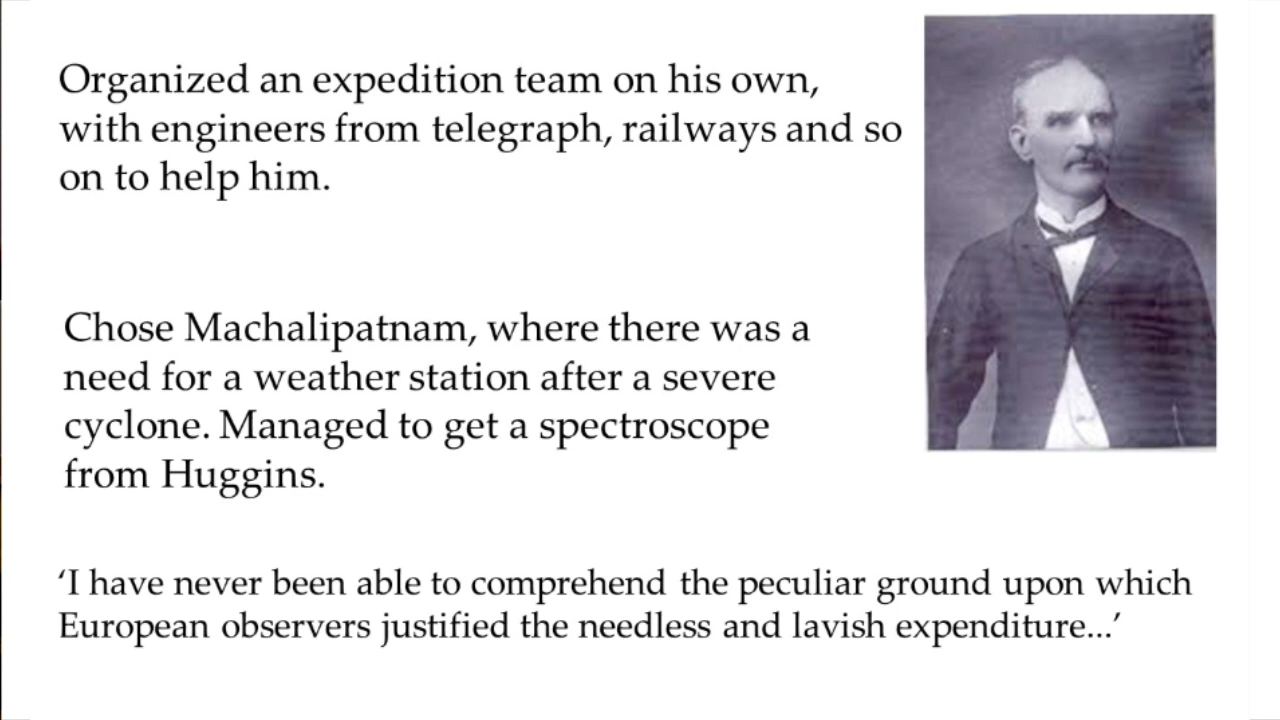 Organized an expedition team on his own,
with engineers from telegraph, railways and so
on to help him.
Chose Machalipatnam, where there was a
need for a weather station after a severe
cyclone. Managed to get a spectroscope
from Huggins.
‘I have never been able to comprehend the peculiar ground upon which
European observers justified the needless and lavish expenditure...’